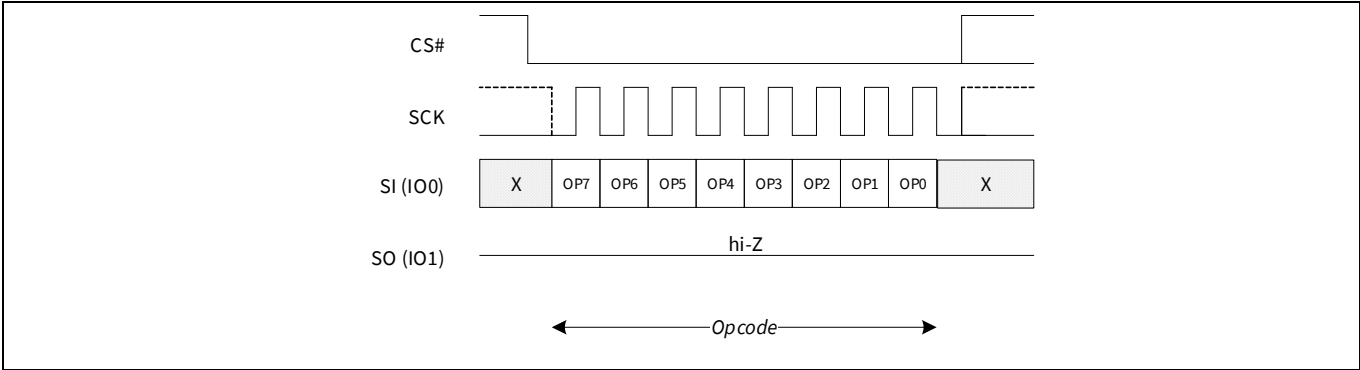 CS#
SCK
SI (IO0) X OP7 OP6 OP5 OP4 OP3 OP2 OP1 OP0 X
SO (IO1) hi-Z
Opcode